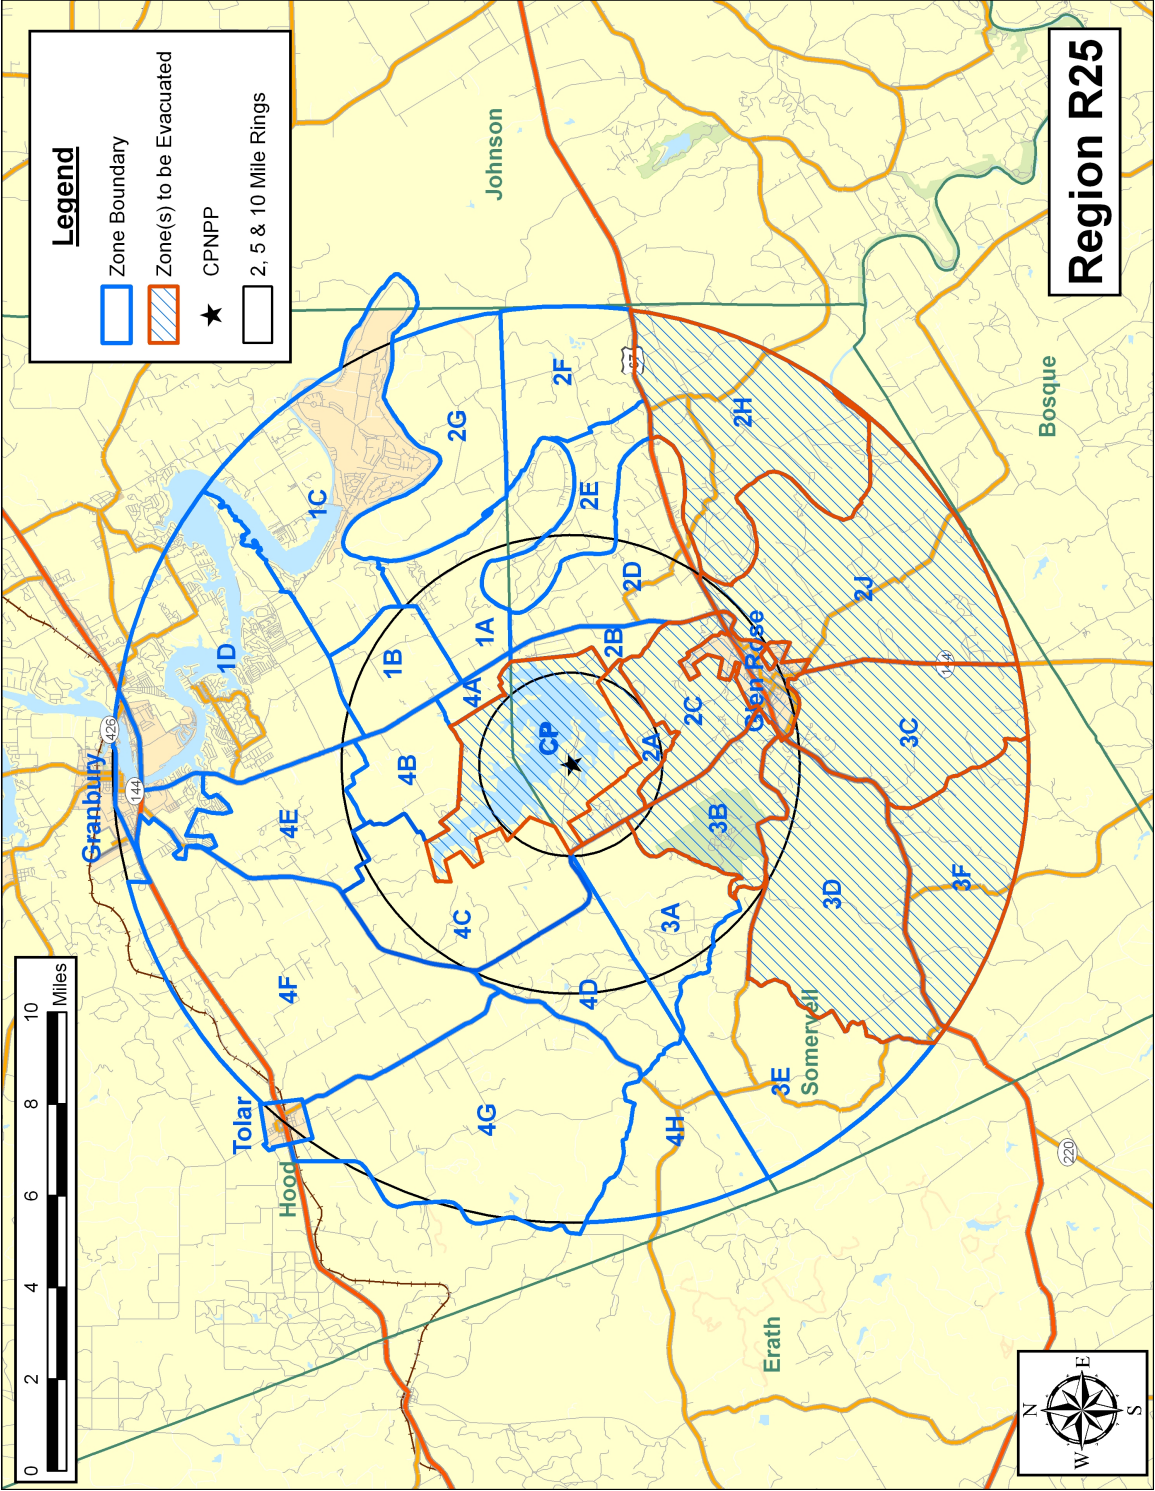 Legend
Zone Boundary
Zone(s) to be Evacuated
CPNPP
2, 5 & 10 Mile Rings
Region R25
0 2 4 6 8 10
Miles
N
W E
S
Granbury
Tolar
Glen Rose
Hood
Johnson
Bosque
Somervell
Erath
426
144
67
144
220
CP
1A
1B
1C
1D
2A
2B
2C
2D
2E
2F
2G
2H
2J
3A
3B
3C
3D
3E
3F
4A
4B
4C
4D
4E
4F
4G
4H